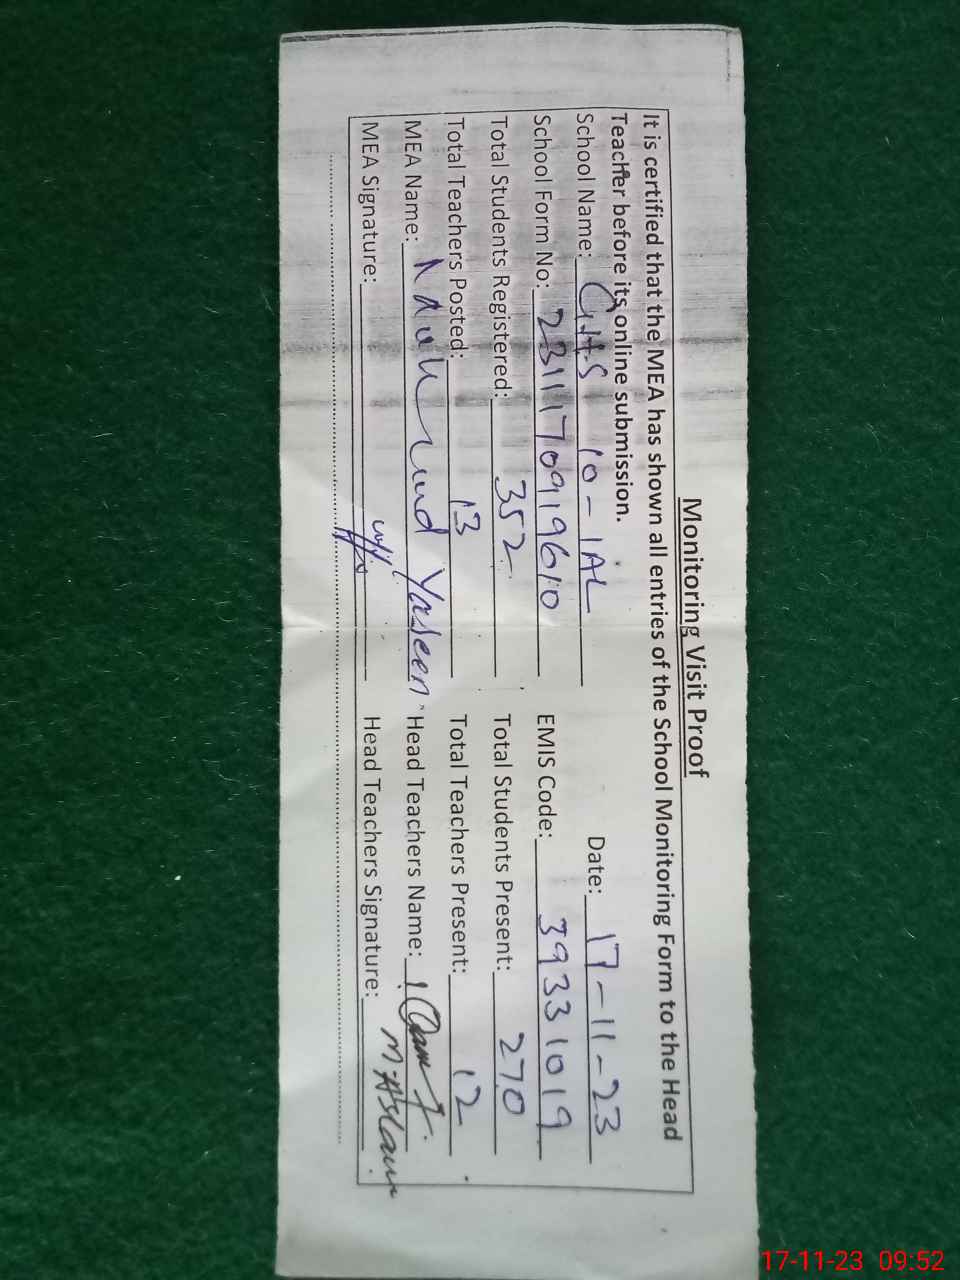 Monitoring Visit Proof
It is certified that the MEA has shown all entries of the School Monitoring Form to the Head
Teacher before its online submission.
School Name: GHS 10-1AL Date: 17-11-23
School Form No: 2311170919610 EMIS Code: 39331019
Total Students Registered: 352 Total Students Present: 270
Total Teachers Posted: 13 Total Teachers Present: 12
MEA Name: Yaseen Head Teachers Name:
MEA Signature: Head Teachers Signature: M Aslam
17-11-23 09:52